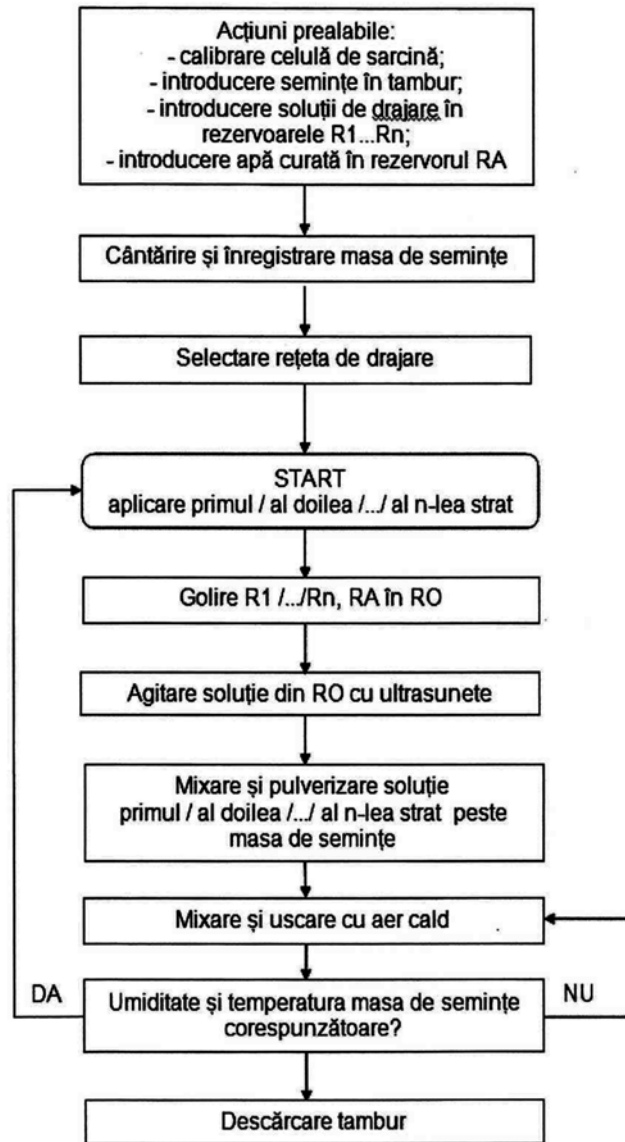 Acțiuni prealabile:
- calibrare celulă de sarcină;
- introducere semințe în tambur;
- introducere soluții de drajare în
rezervoarele R1...Rn;
- introducere apă curată în rezervorul RA
Cântărire și înregistrare masa de semințe
Selectare rețeta de drajare
START
aplicare primul / al doilea /.../ al n-lea strat
Golire R1 /.../Rn, RA în RO
Agitare soluție din RO cu ultrasunete
Mixare și pulverizare soluție
primul / al doilea /.../ al n-lea strat peste
masa de semințe
Mixare și uscare cu aer cald
DA
Umiditate și temperatura masa de semințe
corespunzătoare?
NU
Descărcare tambur